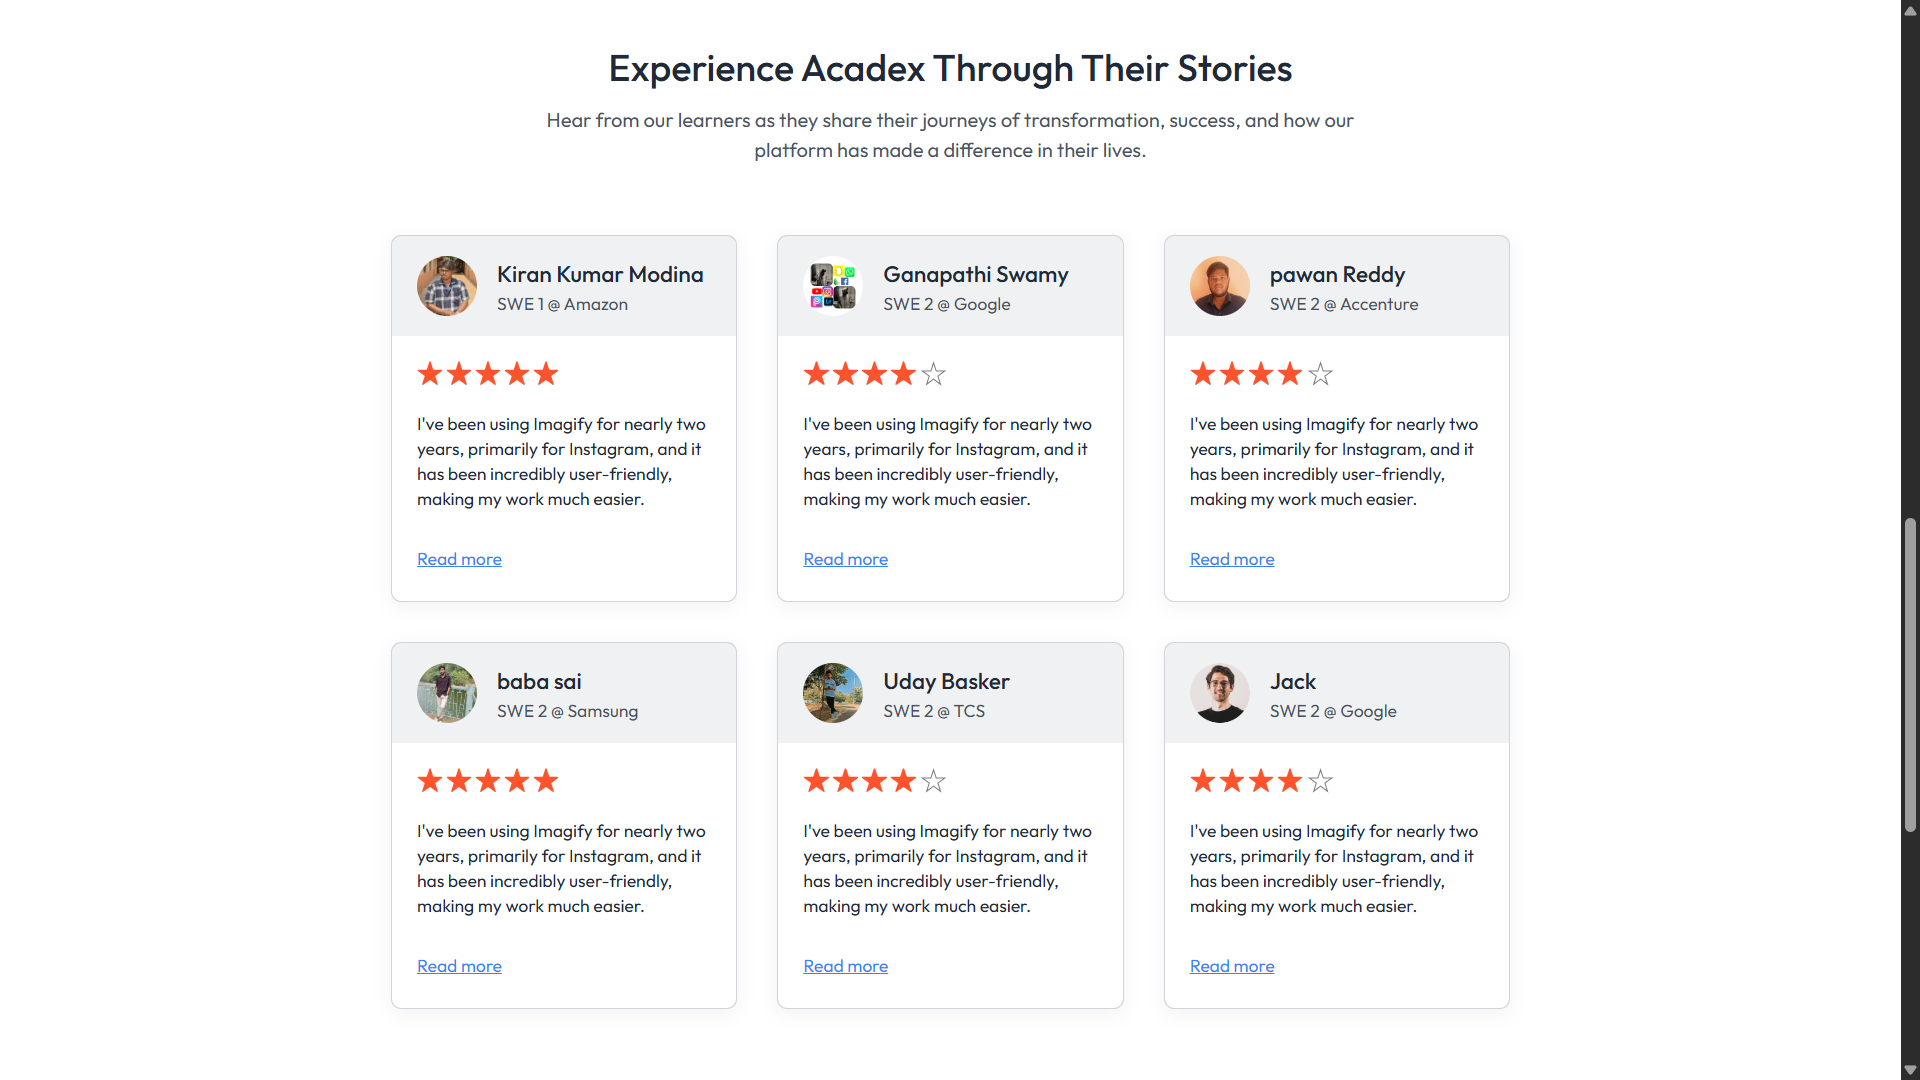 Experience Acadex Through Their Stories
Hear from our learners as they share their journeys of transformation, success, and how our
platform has made a difference in their lives.
Kiran Kumar Modina
SWE 1 @ Amazon
I've been using Imagify for nearly two
years, primarily for Instagram, and it
has been incredibly user-friendly,
making my work much easier.
Read more
Ganapathi Swamy
SWE 2 @ Google
I've been using Imagify for nearly two
years, primarily for Instagram, and it
has been incredibly user-friendly,
making my work much easier.
Read more
pawan Reddy
SWE 2 @ Accenture
I've been using Imagify for nearly two
years, primarily for Instagram, and it
has been incredibly user-friendly,
making my work much easier.
Read more
baba sai
SWE 2 @ Samsung
I've been using Imagify for nearly two
years, primarily for Instagram, and it
has been incredibly user-friendly,
making my work much easier.
Read more
Uday Basker
SWE 2 @ TCS
I've been using Imagify for nearly two
years, primarily for Instagram, and it
has been incredibly user-friendly,
making my work much easier.
Read more
Jack
SWE 2 @ Google
I've been using Imagify for nearly two
years, primarily for Instagram, and it
has been incredibly user-friendly,
making my work much easier.
Read more